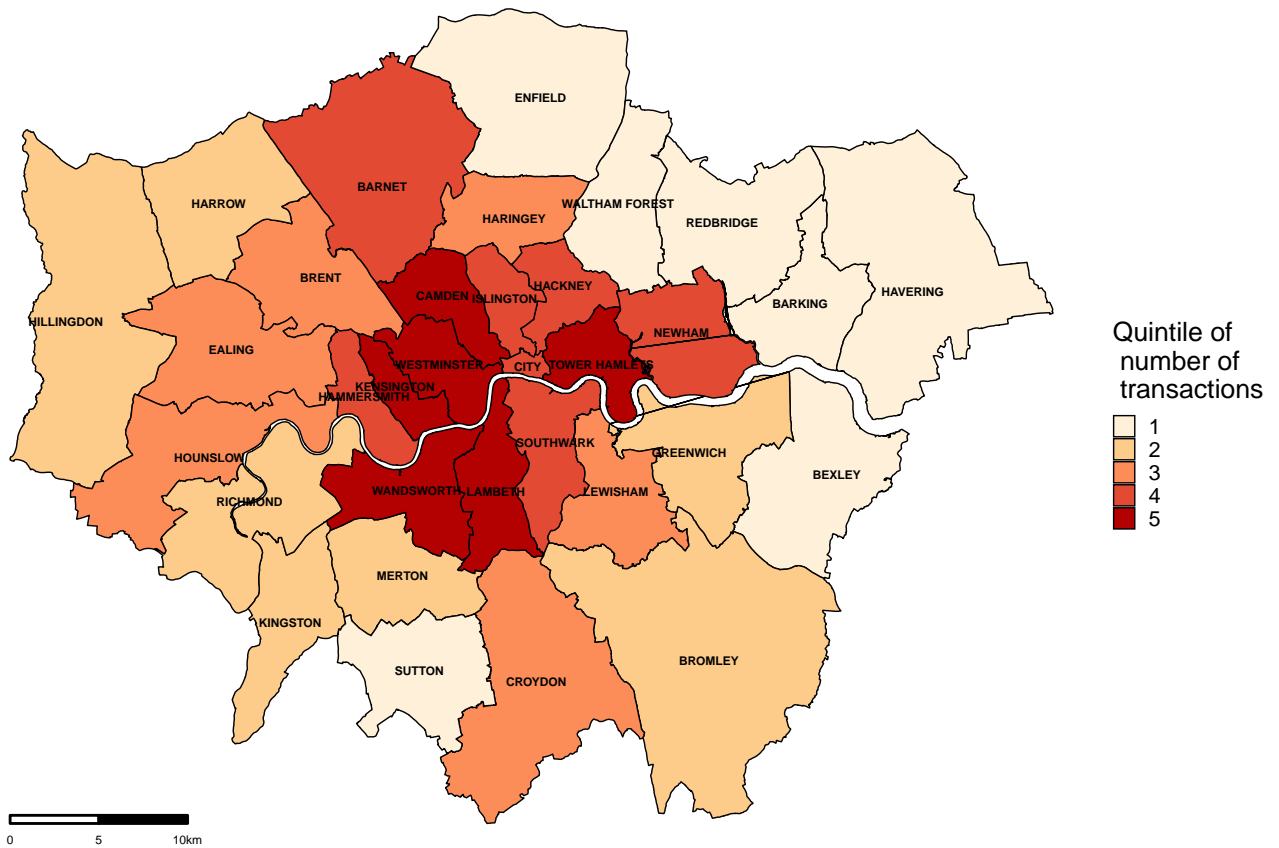 ENFIELD
BARNET
HARROW
WALTHAM FOREST
HARINGEY
REDBRIDGE
BRENT
HACKNEY
CAMDEN
ISLINGTON
BARKING
HAVERING
HILLINGDON
NEWHAM
EALING
WESTMINSTER
CITY
TOWER HAMLETS
KENSINGTON
HAMMERSMITH
SOUTHWARK
GREENWICH
HOUNSLOW
BEXLEY
WANDSWORTH
LAMBETH
LEWISHAM
RICHMOND
MERTON
KINGSTON
BROMLEY
SUTTON
CROYDON
Quintile of
number of
transactions
1
2
3
4
5
0 5 10km